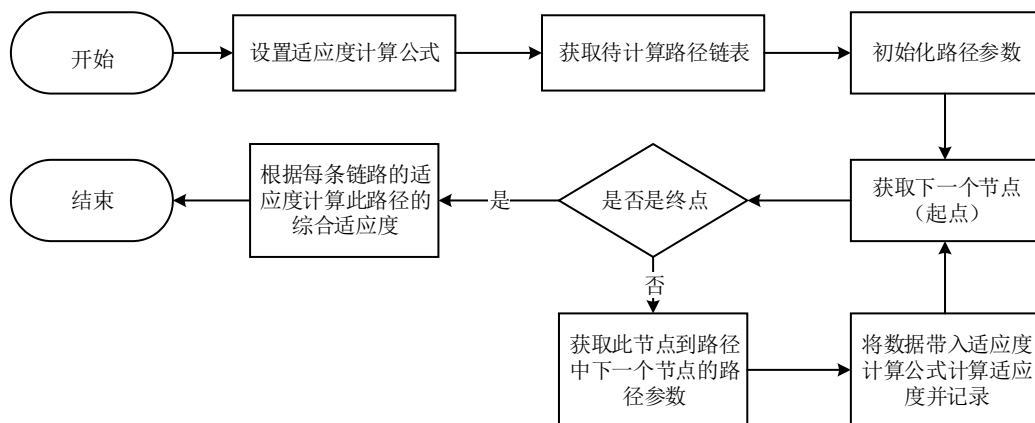 开始
设置适应度计算公式
获取待计算路径链表
初始化路径参数
结束
根据每条链路的适
应度计算此路径的
综合适应度
是
是否是终点
获取下一个节点
（起点）
否
获取此节点到路径
中下一个节点的路
径参数
将数据带入适应度
计算公式计算适应
度并记录